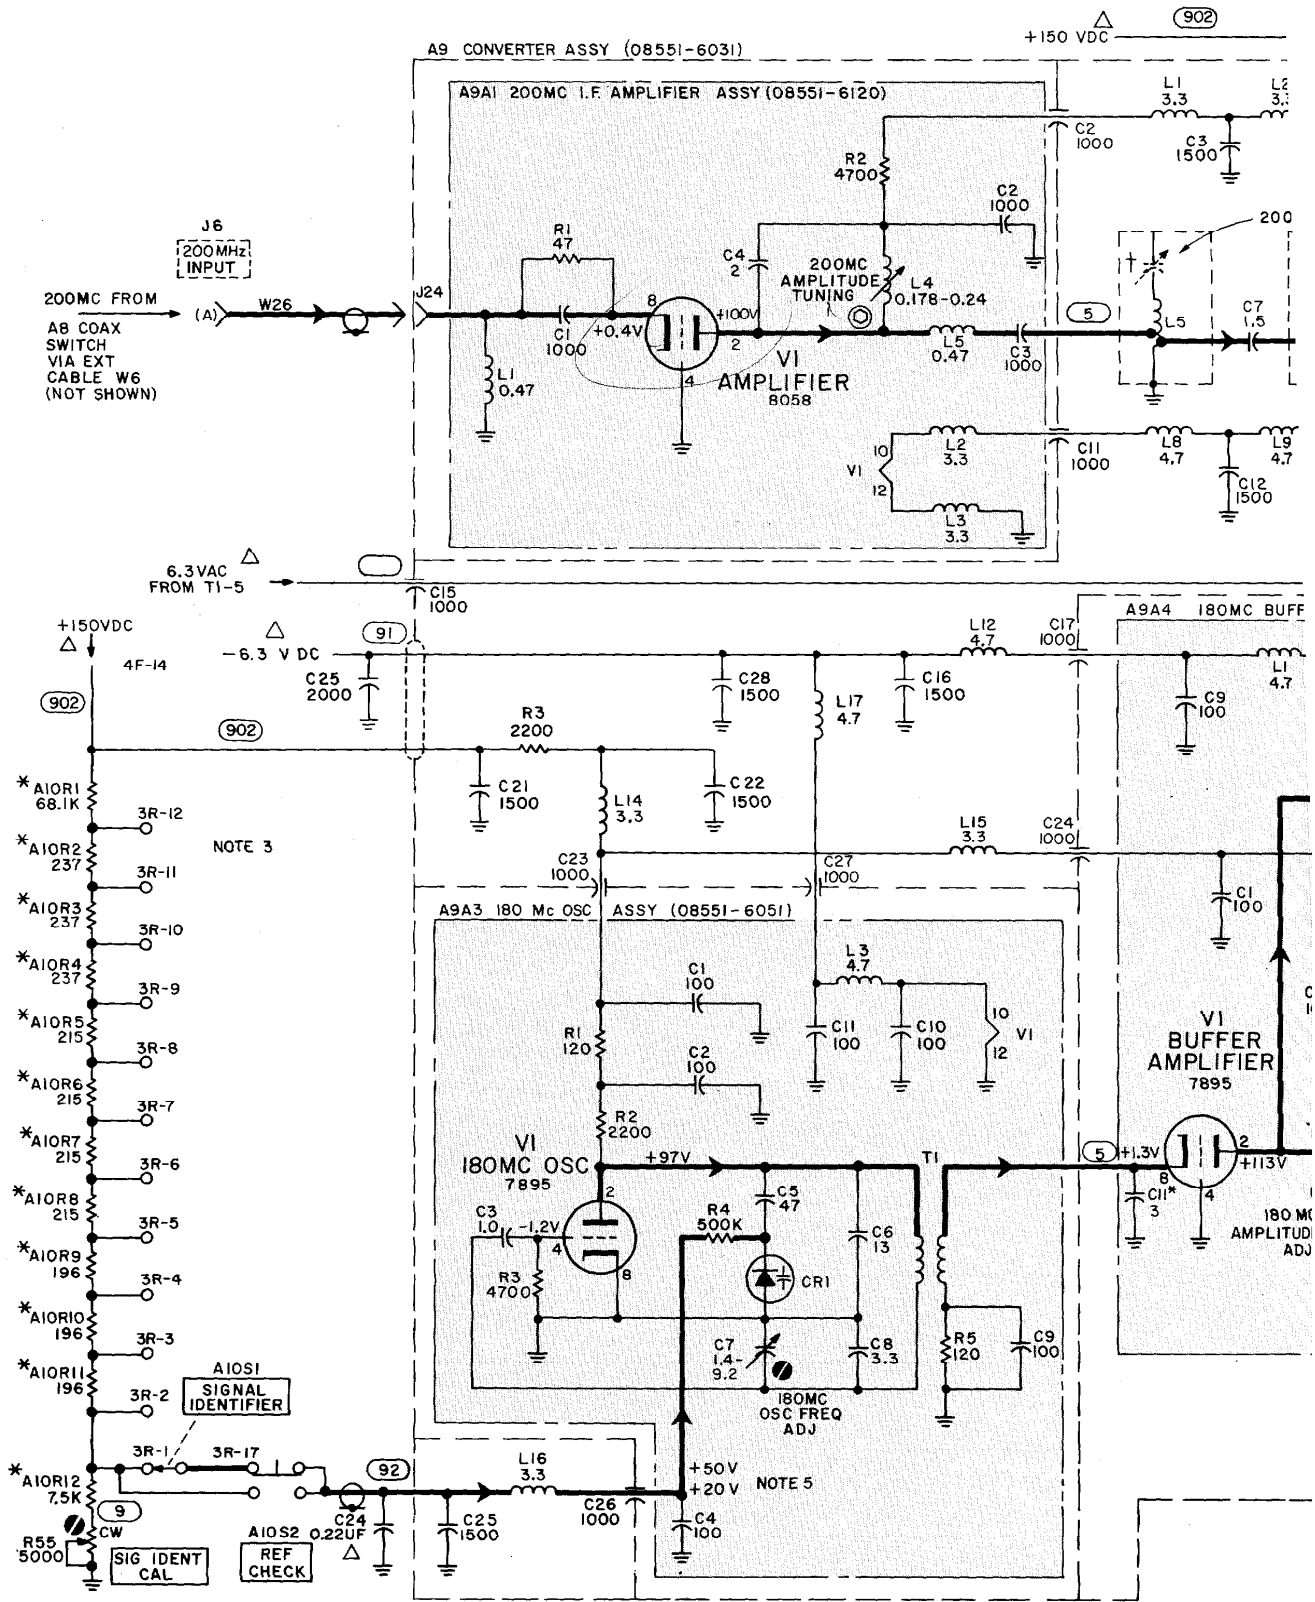 902
+150 VDC
A9 CONVERTER ASSY (08551-6031)
A9A1 200MC I.F. AMPLIFIER ASSY (08551-6120)
L1
3.3
L2
C2
1000
C3
1500
R2
4700
C2
1000
J6
200MHz
INPUT
R1
47
C4
2
200MC
AMPLITUDE
TUNING
L4
0.178-0.24
200
†
200MC FROM
A8 COAX
SWITCH
VIA EXT
CABLE W6
(NOT SHOWN)
(A)
W26
J24
C1
1000
+0.4V
8
+100V
2
4
V1
AMPLIFIER
8058
L5
0.47
C3
1000
5
L5
C7
1.5
L1
0.47
10
V1
12
L2
3.3
L3
3.3
C11
1000
L8
4.7
L9
4.7
C12
1500
6.3VAC
FROM T1-5
C15
1000
+150VDC
4F-14
-6.3 V DC
91
C25
2000
C28
1500
L17
4.7
C16
1500
L12
4.7
C17
1000
A9A4 180MC BUFF
L1
4.7
C9
100
902
902
R3
2200
C21
1500
L14
3.3
C22
1500
L15
3.3
C24
1000
C1
100
C23
1000
C27
1000
*A10R1
68.1K
3R-12
NOTE 3
*A10R2
237
3R-11
*A10R3
237
3R-10
*A10R4
237
3R-9
*A10R5
215
3R-8
*A10R6
215
3R-7
*A10R7
215
3R-6
*A10R8
215
3R-5
*A10R9
196
3R-4
*A10R10
196
3R-3
*A10R11
196
3R-2
A10S1
SIGNAL
IDENTIFIER
3R-1
3R-17
*A10R12
7.5K
9
CW
R55
5000
SIG IDENT
CAL
A10S2
REF
CHECK
0.22UF
C24
92
C25
1500
L16
3.3
C26
1000
A9A3 180 Mc OSC ASSY (08551-6051)
C1
100
R1
120
C2
100
R2
2200
L3
4.7
C11
100
C10
100
10
V1
12
V1
180MC OSC
7895
+97V
2
C3
1.0
-1.2V
4
8
R3
4700
R4
500K
C5
47
C6
13
CR1
C7
1.4-
9.2
C8
3.3
180MC
OSC FREQ
ADJ
T1
R5
120
C9
100
+50V
+20V
NOTE 5
C4
100
V1
BUFFER
AMPLIFIER
7895
5
+1.3V
8
2
+113V
4
C11*
3
180 MC
AMPLITUDE
ADJ